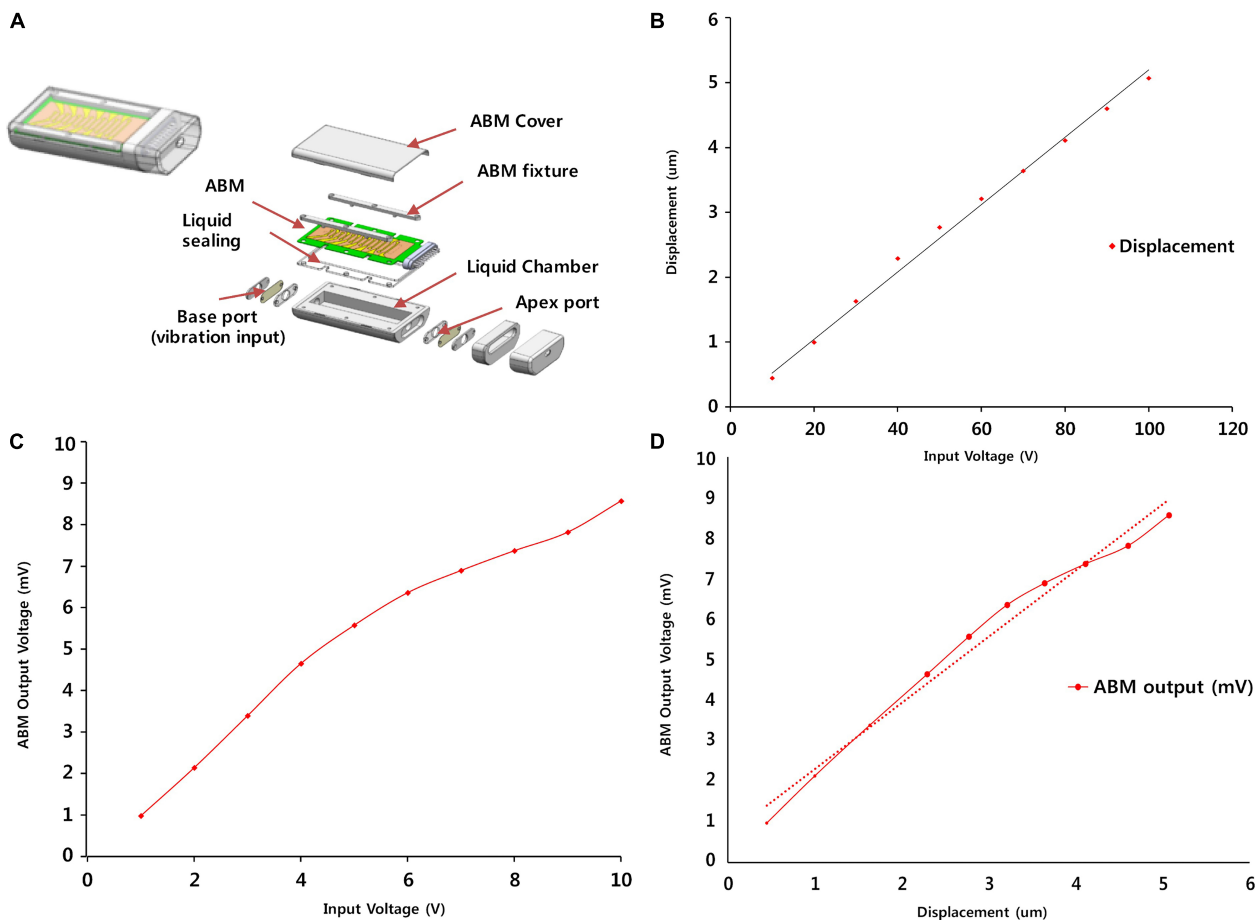 A
ABM Cover
ABM fixture
ABM
Liquid
sealing
Liquid Chamber
Apex port
Base port
(vibration input)
B
6
5
4
3
2
1
0
Displacement (um)
Displacement
0 20 40 60 80 100 120
Input Voltage (V)
C
10
9
8
7
6
5
4
3
2
1
0
ABM Output Voltage (mV)
0 2 4 6 8 10
Input Voltage (V)
D
10
9
8
7
6
5
4
3
2
1
0
ABM Output Voltage (mV)
ABM output (mV)
0 1 2 3 4 5 6
Displacement (um)